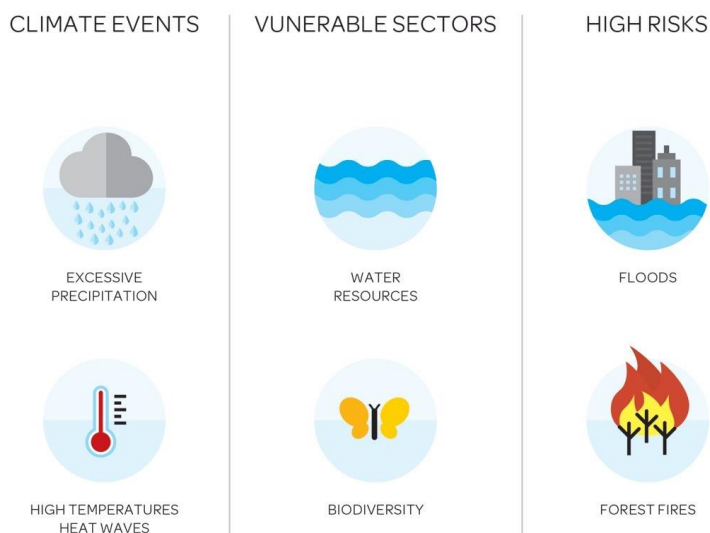 CLIMATE EVENTS
VUNERABLE SECTORS
HIGH RISKS
EXCESSIVE
PRECIPITATION
WATER
RESOURCES
FLOODS
HIGH TEMPERATURES
HEAT WAVES
BIODIVERSITY
FOREST FIRES